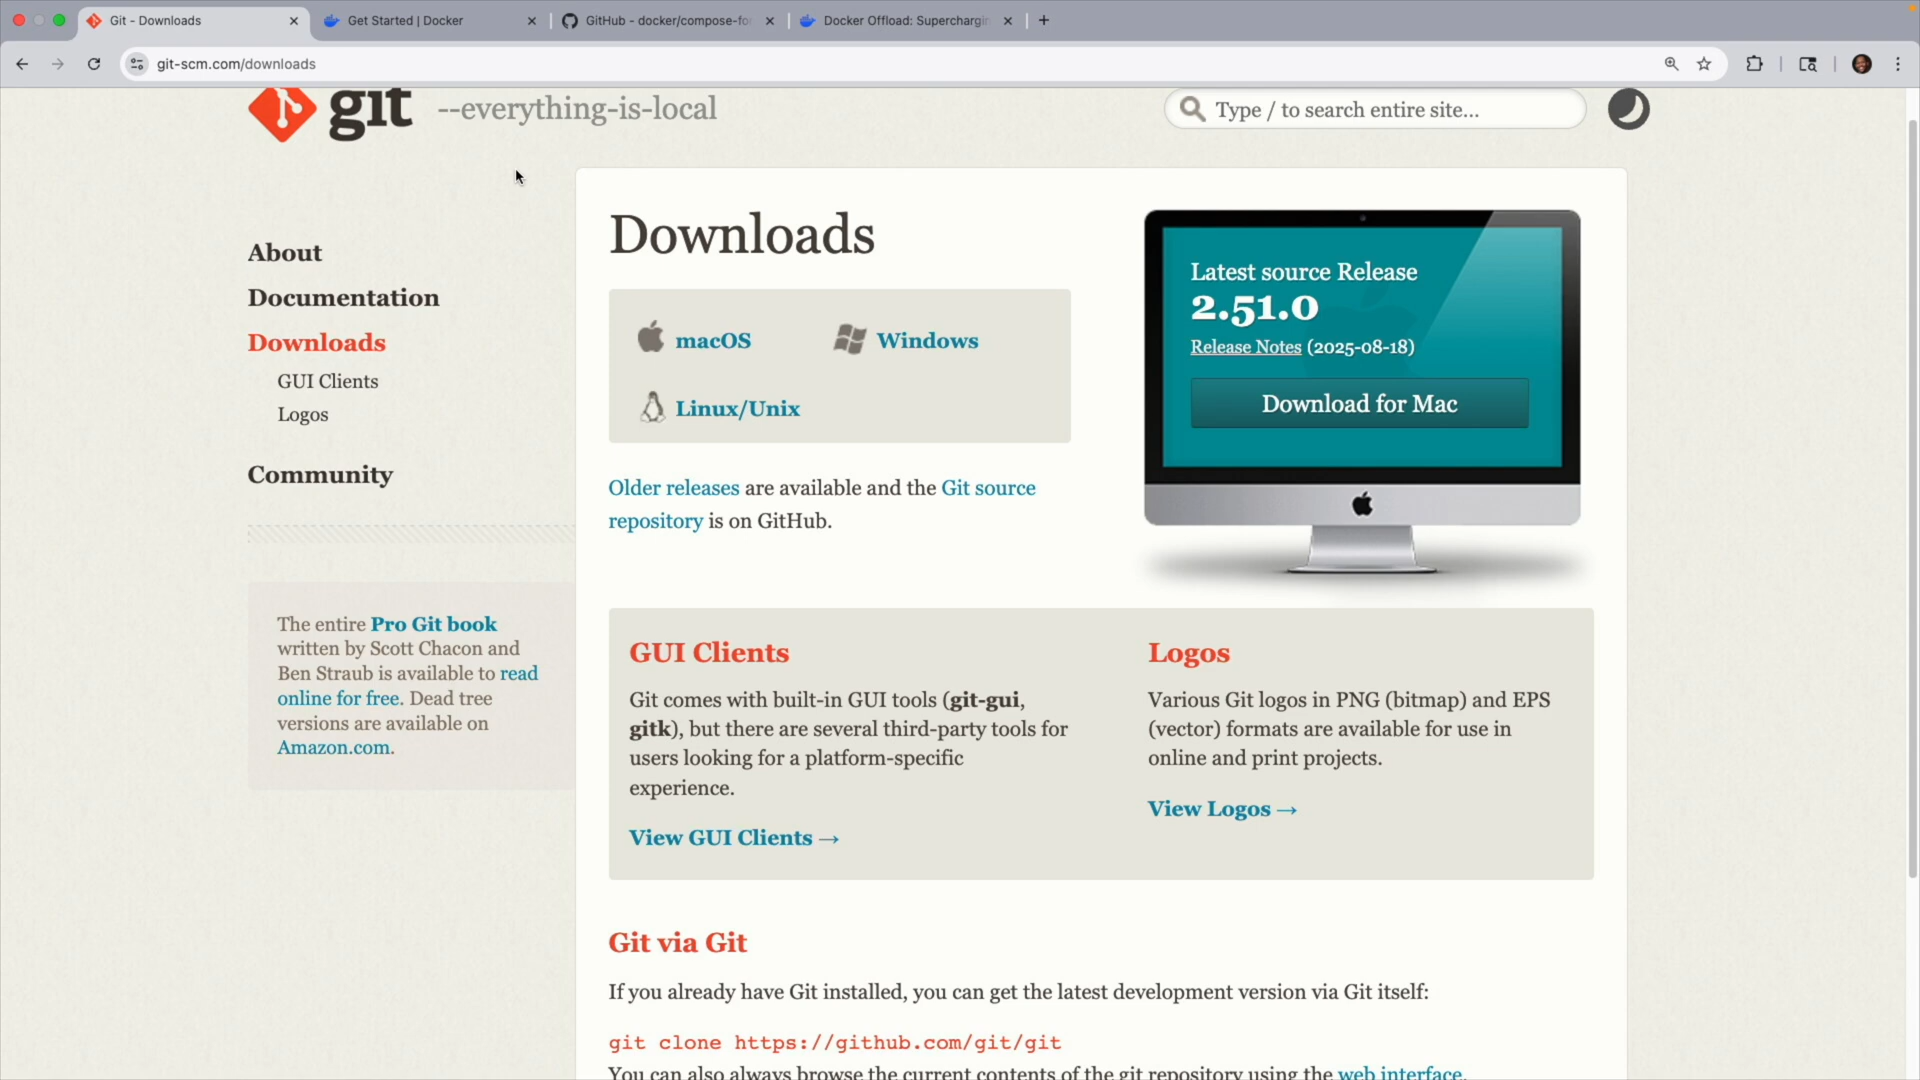 Git - Downloads
Get Started | Docker
GitHub - docker/compose-fo
Docker Offload: Supercharging
git-scm.com/downloads
git --everything-is-local
Type / to search entire site...
About
Documentation
Downloads
GUI Clients
Logos
Community
The entire Pro Git book
written by Scott Chacon and
Ben Straub is available to read
online for free. Dead tree
versions are available on
Amazon.com.
Downloads
macOS
Windows
Linux/Unix
Older releases are available and the Git source
repository is on GitHub.
Latest source Release
2.51.0
Release Notes (2025-08-18)
Download for Mac
GUI Clients
Git comes with built-in GUI tools (git-gui,
gitk), but there are several third-party tools for
users looking for a platform-specific
experience.
View GUI Clients →
Logos
Various Git logos in PNG (bitmap) and EPS
(vector) formats are available for use in
online and print projects.
View Logos →
Git via Git
If you already have Git installed, you can get the latest development version via Git itself:
git clone https://github.com/git/git
You can also always browse the current contents of the git repository using the web interface.